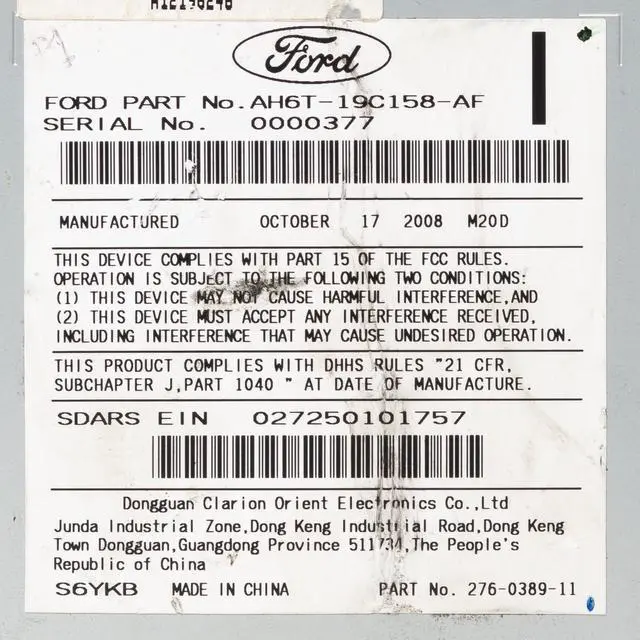 Ford
FORD PART No.AH6T-19C158-AF
SERIAL No. 0000377
MANUFACTURED OCTOBER 17 2008 M20D
THIS DEVICE COMPLIES WITH PART 15 OF THE FCC RULES.
OPERATION IS SUBJECT TO THE FOLLOWING TWO CONDITIONS:
(1) THIS DEVICE MAY NOT CAUSE HARMFUL INTERFERENCE,AND
(2) THIS DEVICE MUST ACCEPT ANY INTERFERENCE RECEIVED,
INCLUDING INTERFERENCE THAT MAY CAUSE UNDESIRED OPERATION.
THIS PRODUCT COMPLIES WITH DHHS RULES "21 CFR,
SUBCHAPTER J,PART 1040 " AT DATE OF MANUFACTURE.
SDARS EIN 027250101757
Dongguan Clarion Orient Electronics Co.,Ltd
Junda Industrial Zone,Dong Keng Industrial Road,Dong Keng
Town Dongguan,Guangdong Province 511734,The People's
Republic of China
S6YKB MADE IN CHINA PART No. 276-0389-11